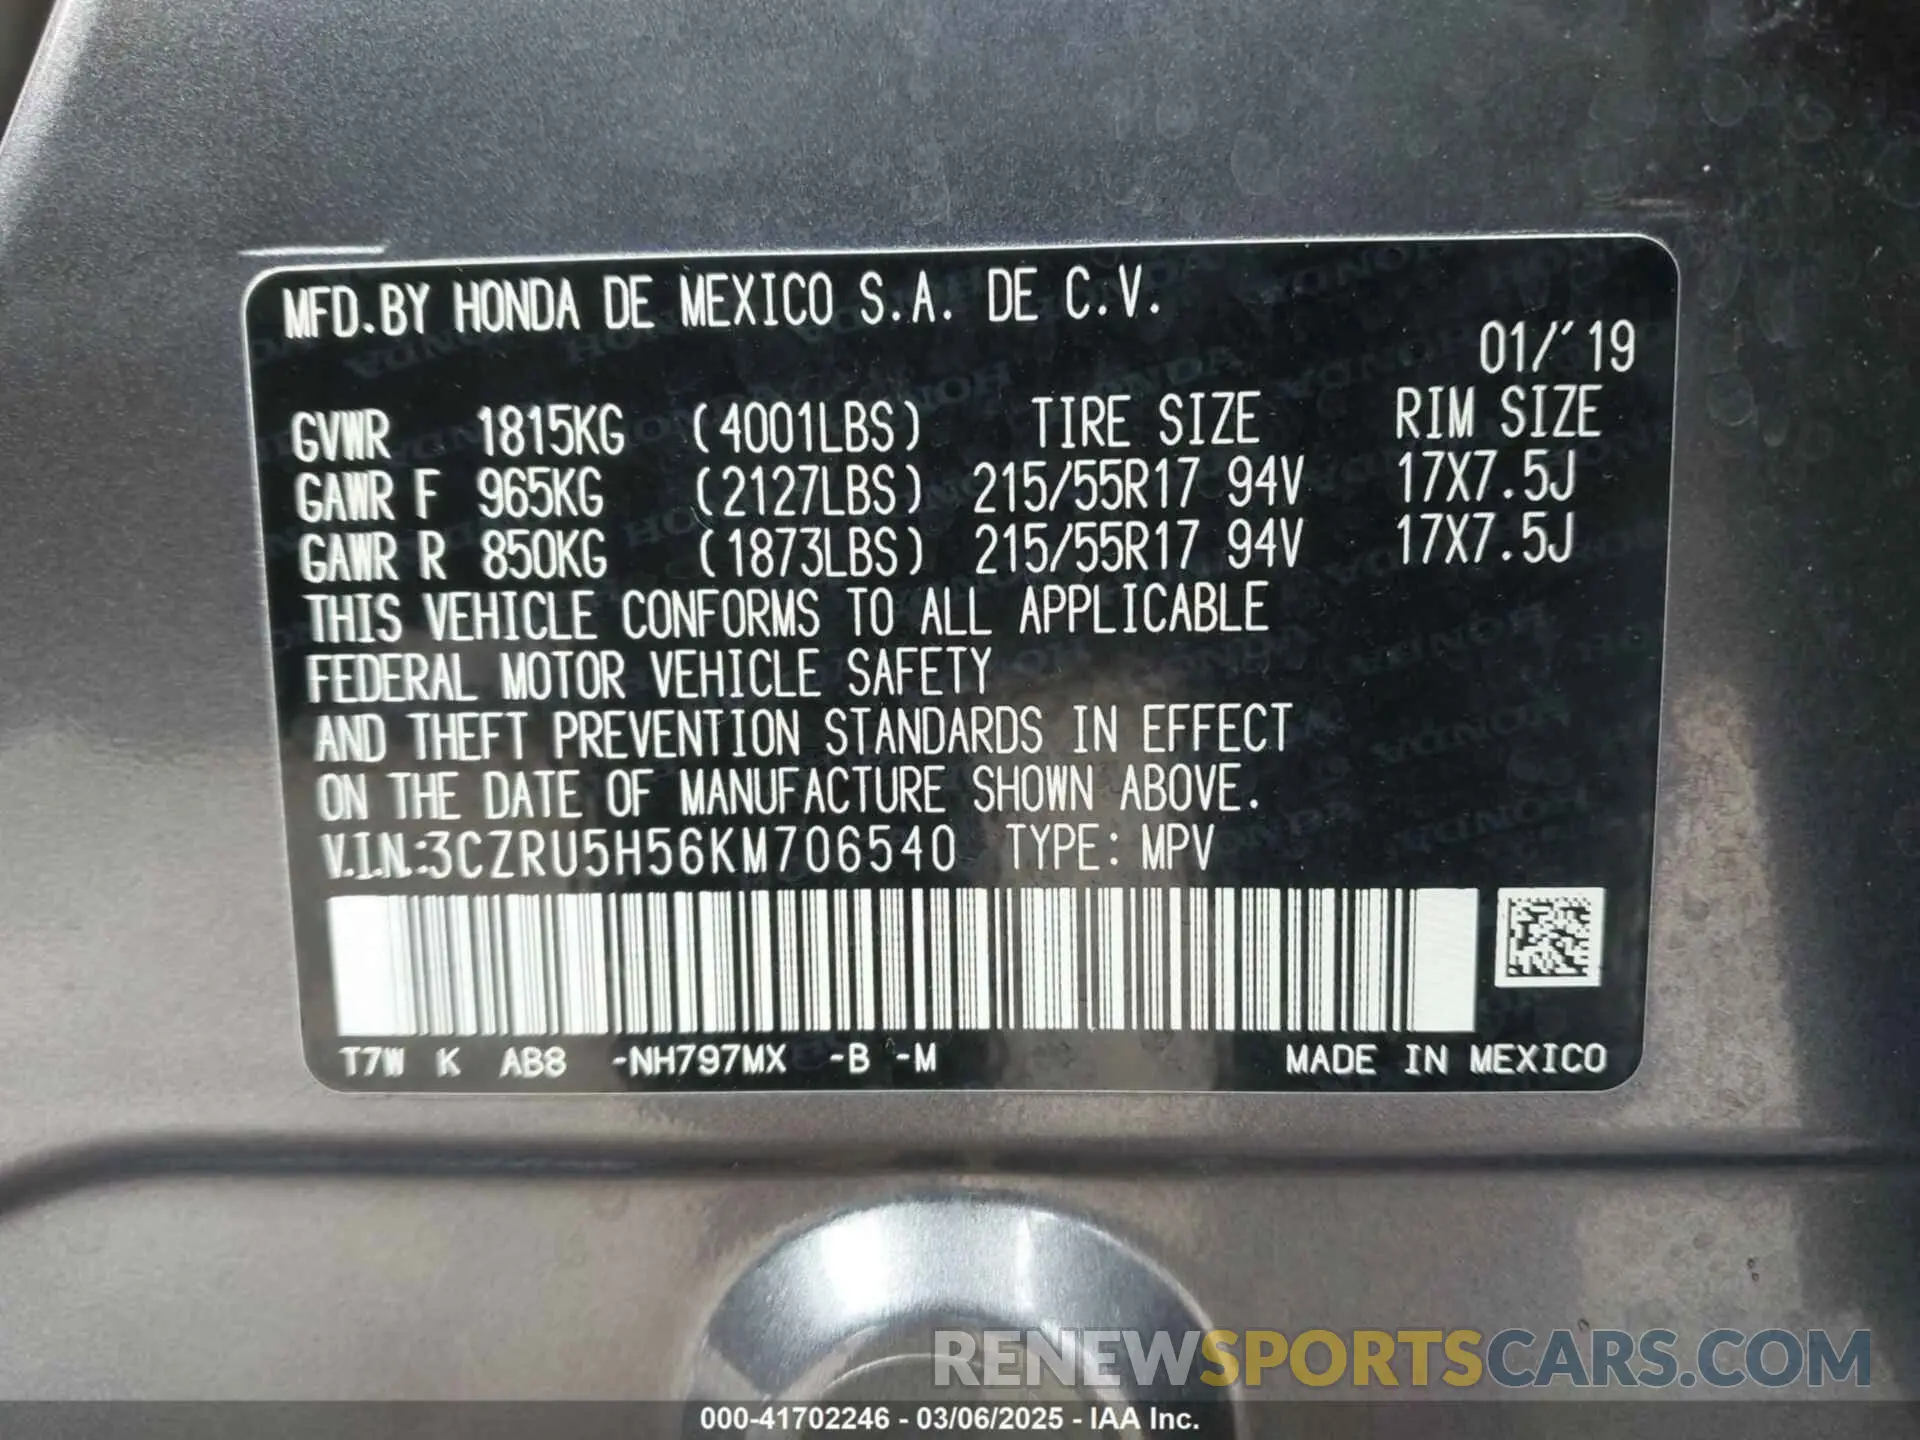 MFD.BY HONDA DE MEXICO S.A. DE C.V.
01/'19
GVWR 1815KG (4001LBS) TIRE SIZE RIM SIZE
GAWR F 965KG (2127LBS) 215/55R17 94V 17X7.5J
GAWR R 850KG (1873LBS) 215/55R17 94V 17X7.5J
THIS VEHICLE CONFORMS TO ALL APPLICABLE
FEDERAL MOTOR VEHICLE SAFETY
AND THEFT PREVENTION STANDARDS IN EFFECT
ON THE DATE OF MANUFACTURE SHOWN ABOVE.
V.I.N.:3CZRU5H56KM706540 TYPE: MPV
T7W K AB8 -NH797MX -B -M MADE IN MEXICO
RENEWSPORTSCARS.COM
000-41702246 - 03/06/2025 - IAA Inc.